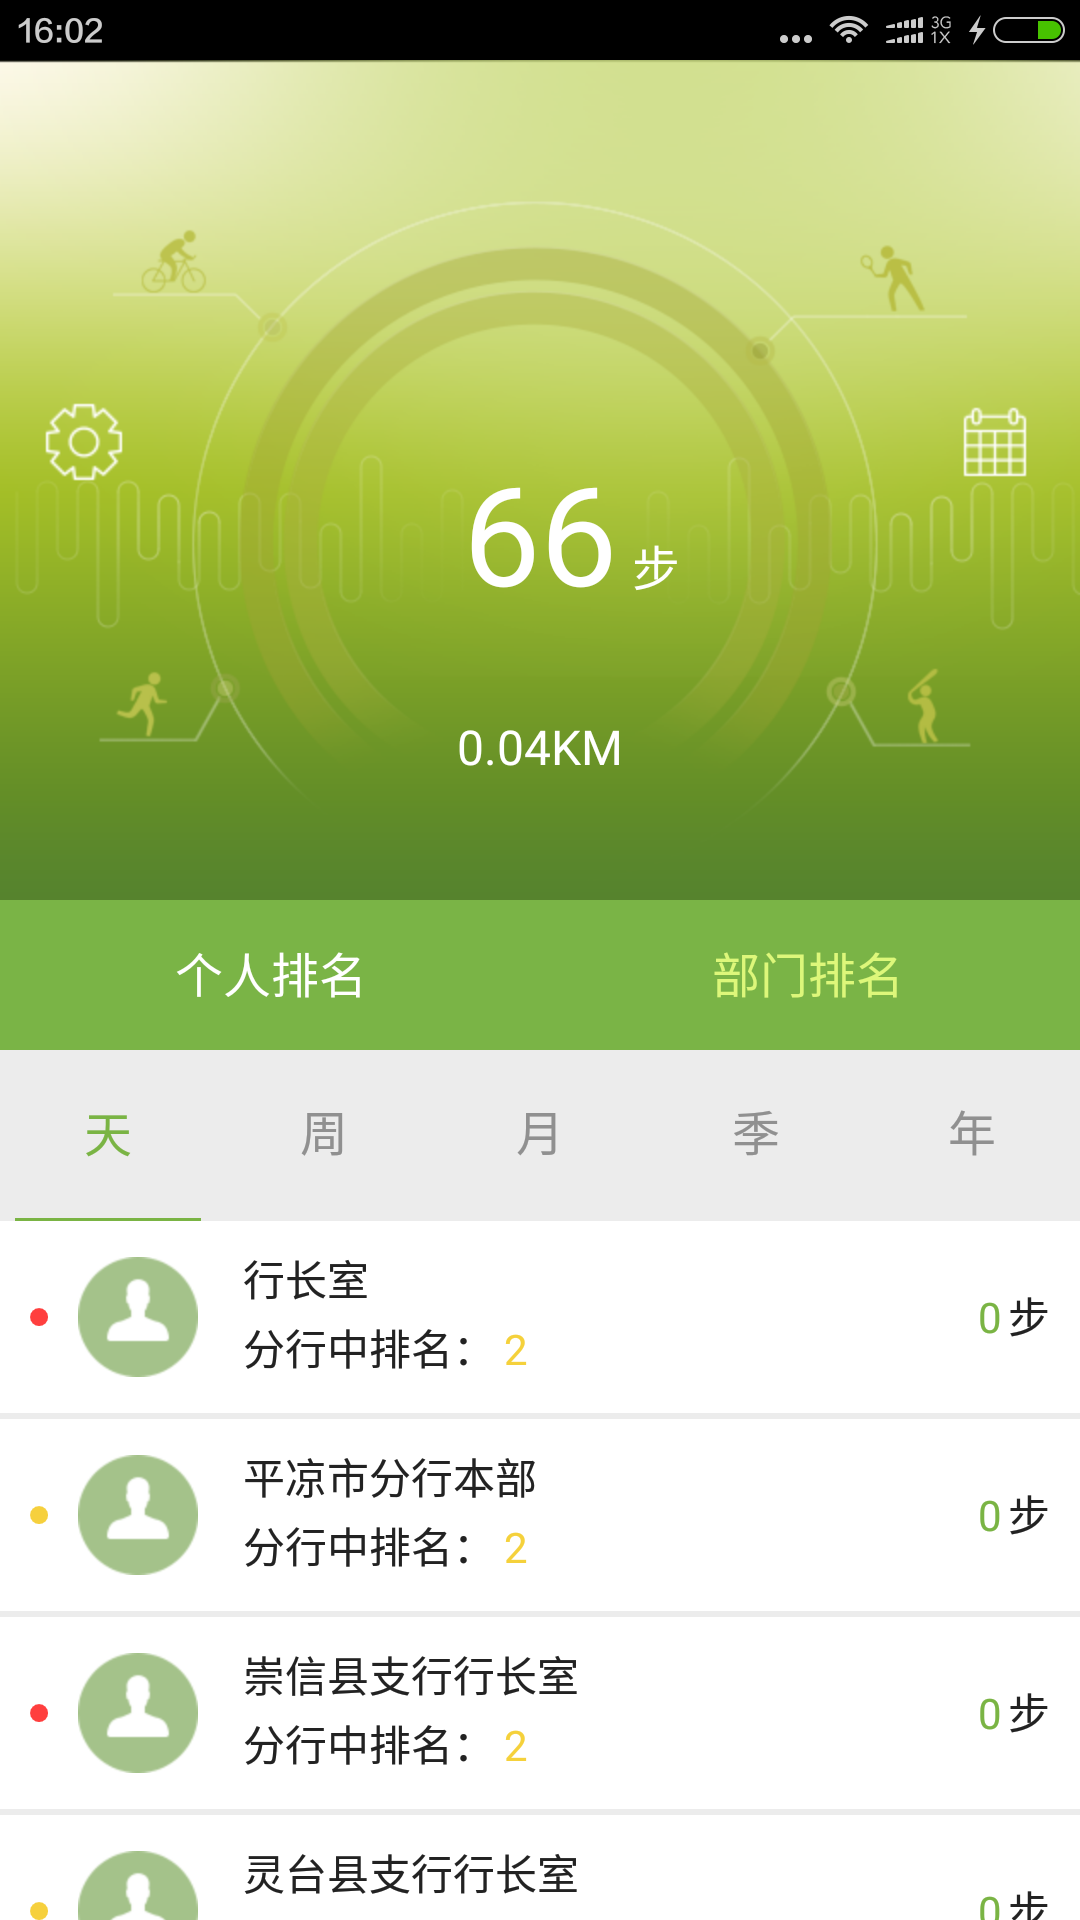 16:02
3G
1X
66 步
0.04KM
个人排名 部门排名
天 周 月 季 年
行长室
分行中排名： 2
0步
平凉市分行本部
分行中排名： 2
0步
崇信县支行行长室
分行中排名： 2
0步
灵台县支行行长室
0步